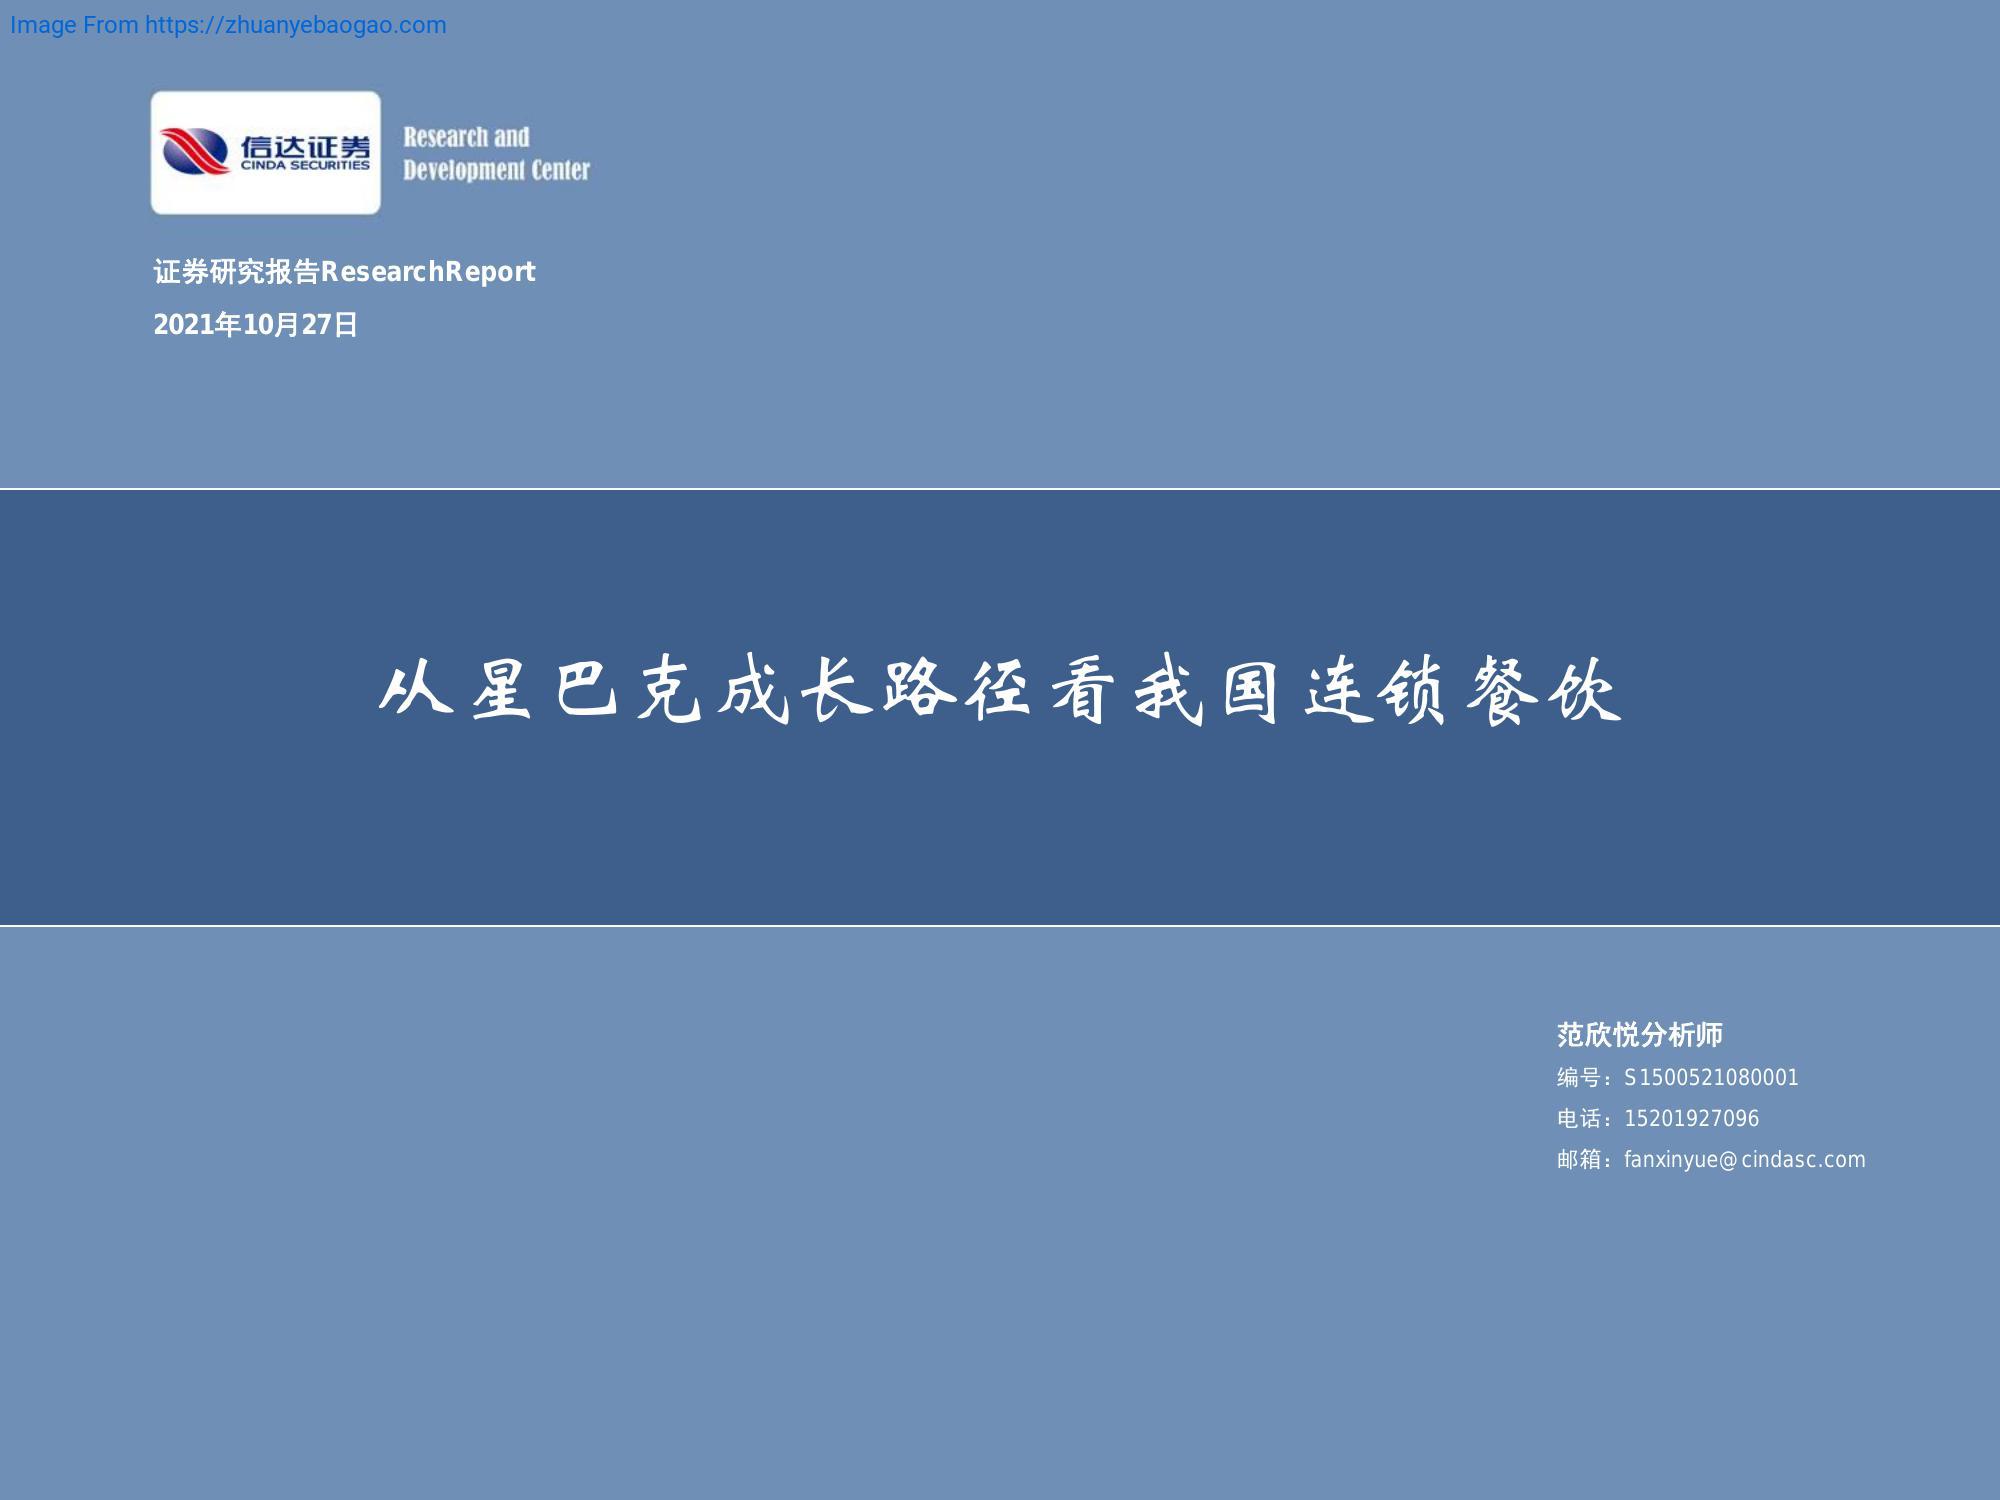 Image From https://zhuanyebaogao.com
信达证券
CINDA SECURITIES
Research and
Development Center
证券研究报告ResearchReport
2021年10月27日
从星巴克成长路径看我国连锁餐饮
范欣悦分析师
编号：S1500521080001
电话：15201927096
邮箱：fanxinyue@cindasc.com